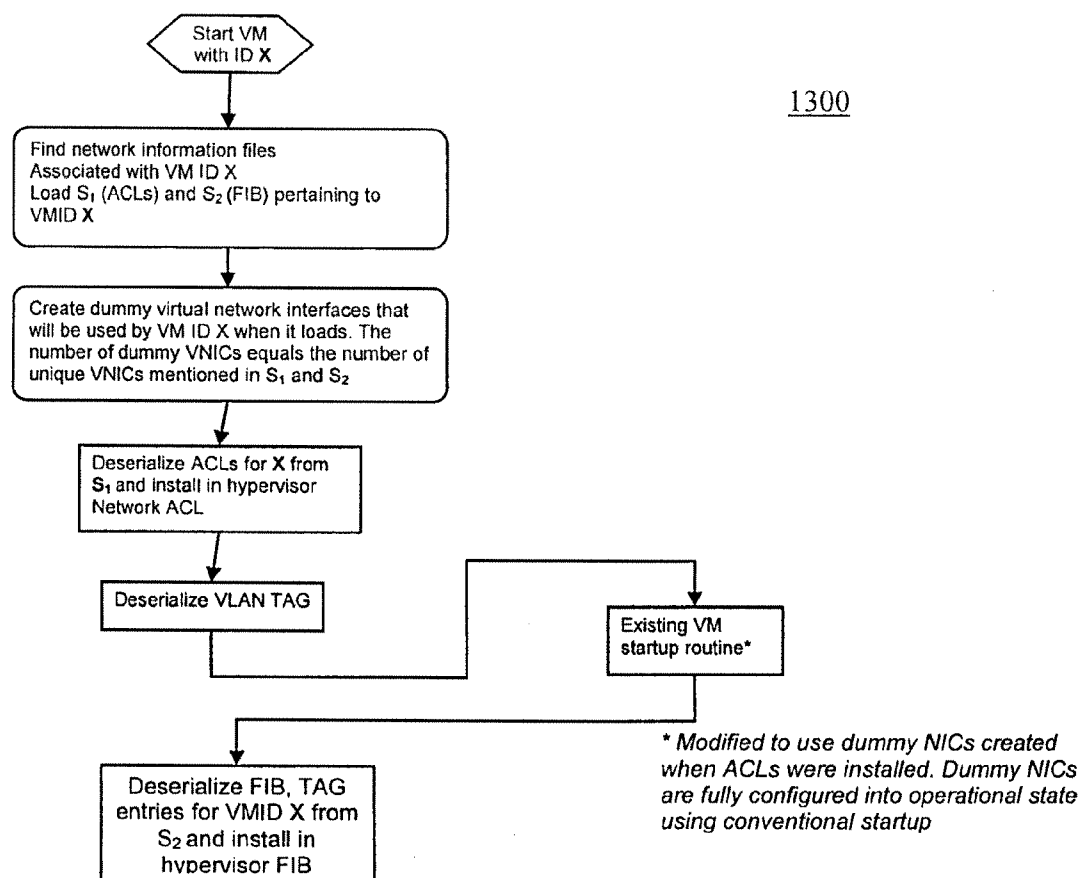 Start VM
with ID X
1300
Find network information files
Associated with VM ID X
Load S₁ (ACLs) and S₂ (FIB) pertaining to
VMID X
Create dummy virtual network interfaces that
will be used by VM ID X when it loads. The
number of dummy VNICs equals the number of
unique VNICs mentioned in S₁ and S₂
Deserialize ACLs for X from
S₁ and install in hypervisor
Network ACL
Deserialize VLAN TAG
Existing VM
startup routine*
* Modified to use dummy NICs created
when ACLs were installed. Dummy NICs
are fully configured into operational state
using conventional startup
Deserialize FIB, TAG
entries for VMID X from
S₂ and install in
hypervisor FIB